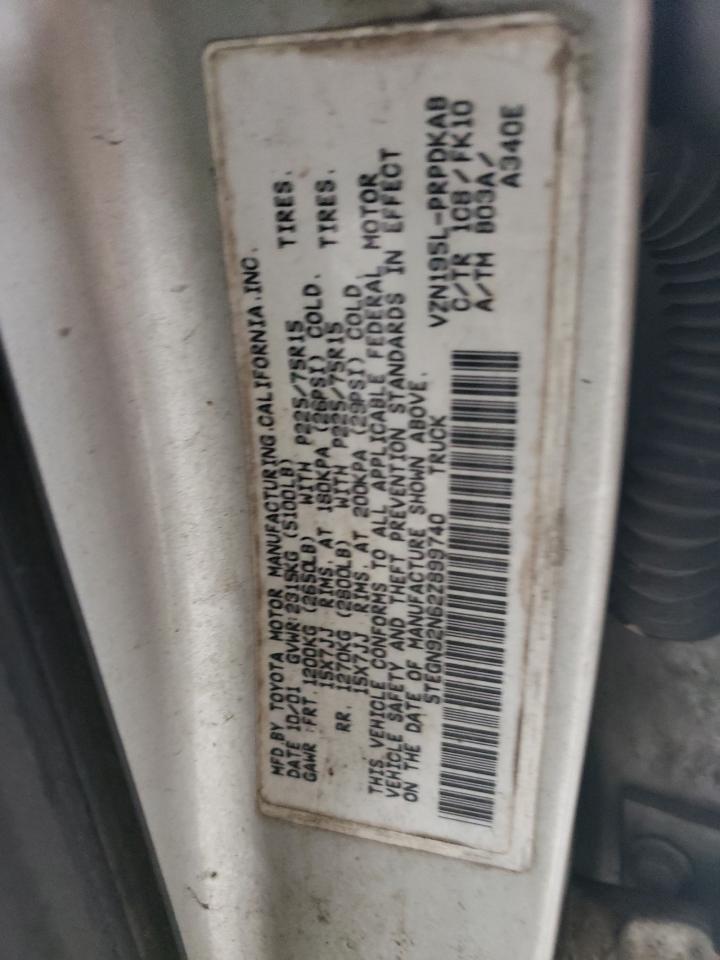 MFD.BY TOYOTA MOTOR MANUFACTURING.CALIFORNIA.INC.
DATE 10/01 GVWR:2315KG (5100LB)
GAWR :FRT.1200KG (2650LB) WITH P225/75R15 TIRES.
15X7JJ RIMS. AT 180KPA (26PSI) COLD.
RR. 1270KG (2800LB) WITH P225/75R15 TIRES.
15X7JJ RIMS. AT 200KPA (29PSI) COLD.
THIS VEHICLE CONFORMS TO ALL APPLICABLE FEDERAL MOTOR
VEHICLE SAFETY AND THEFT PREVENTION STANDARDS IN EFFECT
ON THE DATE OF MANUFACTURE SHOWN ABOVE.
5TEGN92N62Z899740 TRUCK
VZN195L-PRPDKAB
C/TR 1C8/FK10
A/TM B03A/
A340E